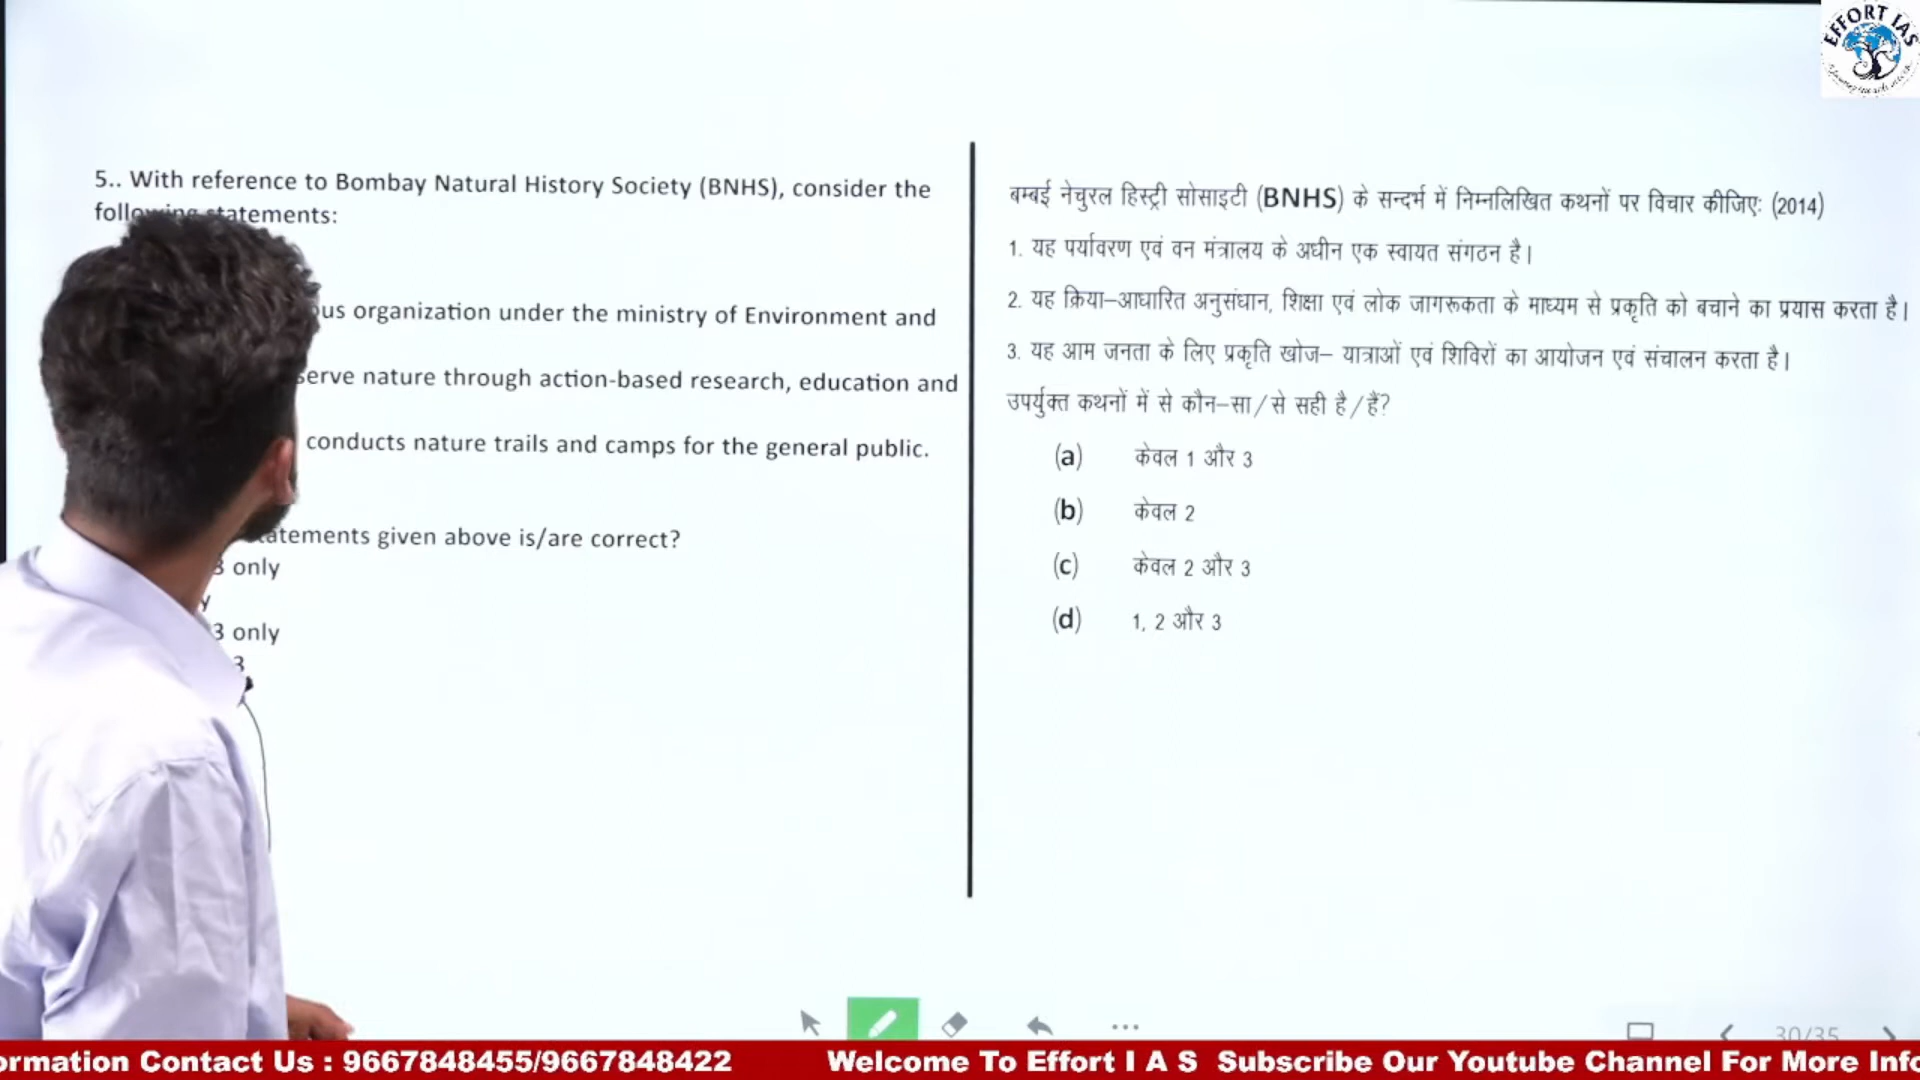 EFFORT IAS
5.. With reference to Bombay Natural History Society (BNHS), consider the
following statements:
us organization under the ministry of Environment and
serve nature through action-based research, education and
conducts nature trails and camps for the general public.
atements given above is/are correct?
3 only
y
3 only
3
बम्बई नेचुरल हिस्ट्री सोसाइटी (BNHS) के सन्दर्भ में निम्नलिखित कथनों पर विचार कीजिए: (2014)
1. यह पर्यावरण एवं वन मंत्रालय के अधीन एक स्वायत संगठन है।
2. यह क्रिया–आधारित अनुसंधान, शिक्षा एवं लोक जागरूकता के माध्यम से प्रकृति को बचाने का प्रयास करता है।
3. यह आम जनता के लिए प्रकृति खोज– यात्राओं एवं शिविरों का आयोजन एवं संचालन करता है।
उपर्युक्त कथनों में से कौन–सा/से सही है/हैं?
(a) केवल 1 और 3
(b) केवल 2
(c) केवल 2 और 3
(d) 1, 2 और 3
30/35
ormation Contact Us : 9667848455/9667848422 Welcome To Effort I A S Subscribe Our Youtube Channel For More Info